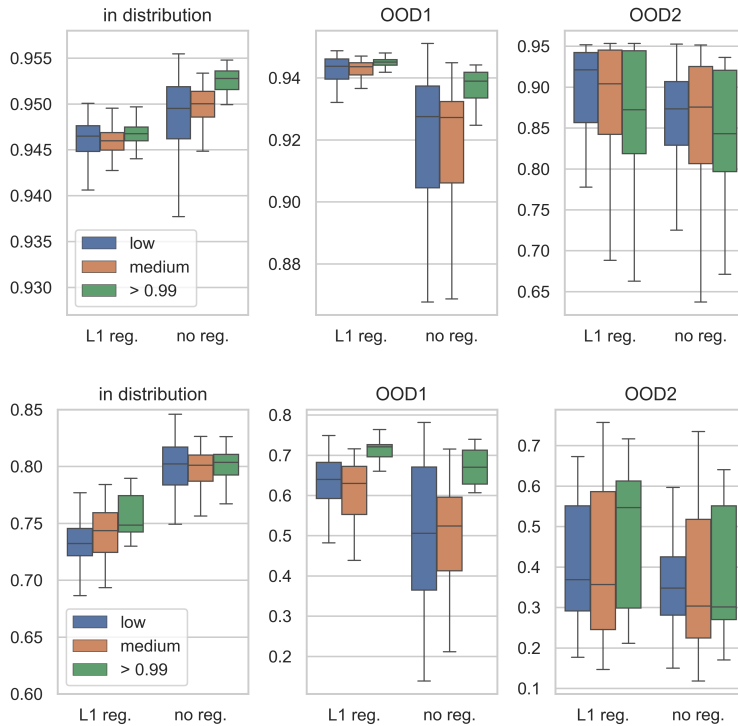 in distribution
0.955
0.950
0.945
0.940
0.935
0.930
low
medium
> 0.99
L1 reg. no reg.
OOD1
0.94
0.92
0.90
0.88
L1 reg. no reg.
OOD2
0.95
0.90
0.85
0.80
0.75
0.70
0.65
L1 reg. no reg.
in distribution
0.85
0.80
0.75
0.70
0.65
0.60
low
medium
> 0.99
L1 reg. no reg.
OOD1
0.8
0.7
0.6
0.5
0.4
0.3
0.2
L1 reg. no reg.
OOD2
0.7
0.6
0.5
0.4
0.3
0.2
0.1
L1 reg. no reg.